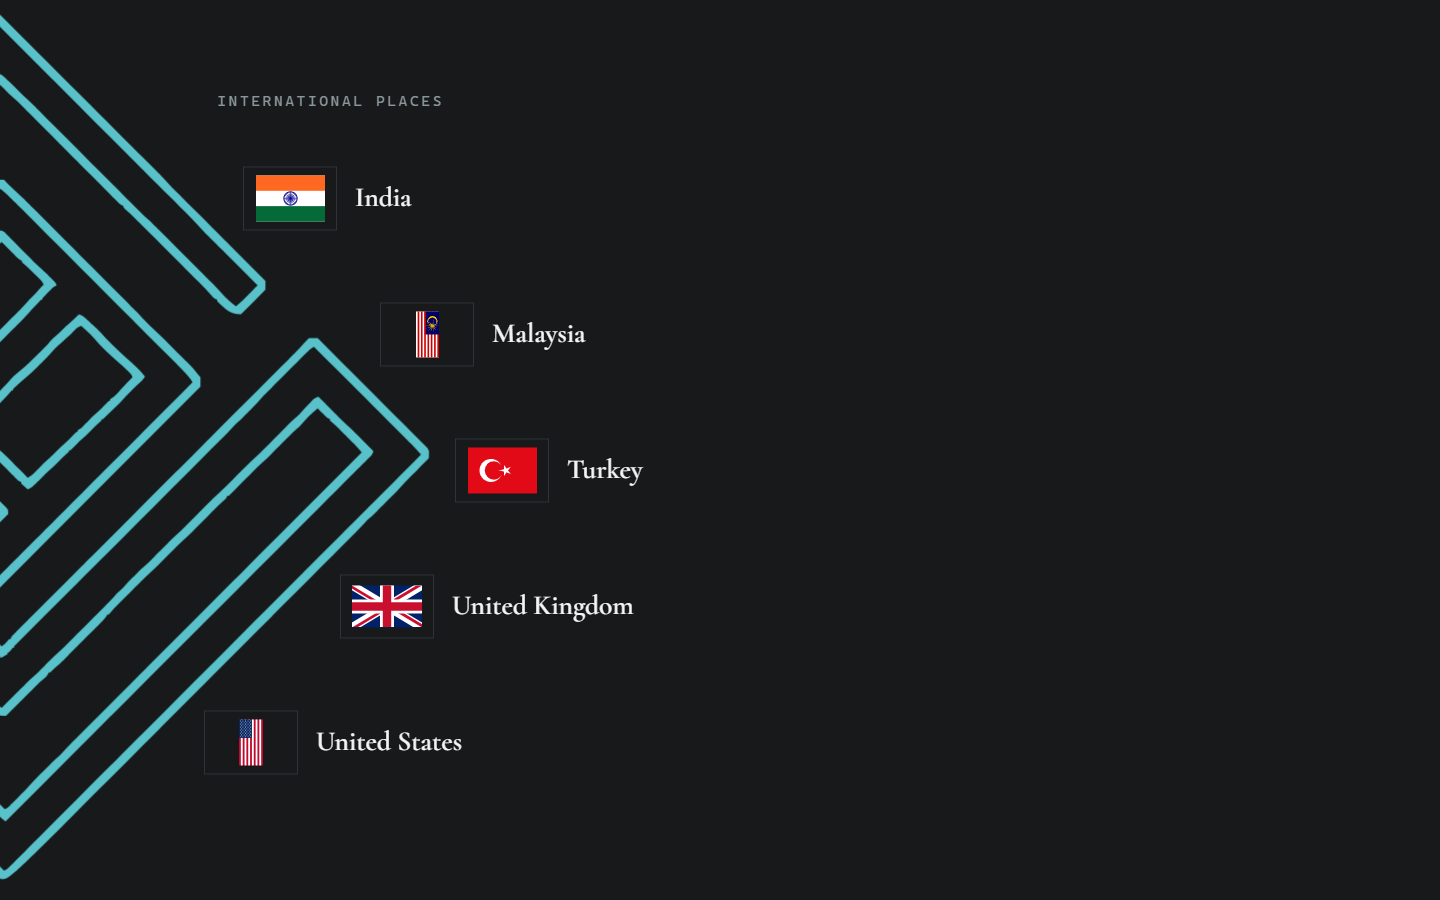 INTERNATIONAL PLACES
India
Malaysia
Turkey
United Kingdom
United States